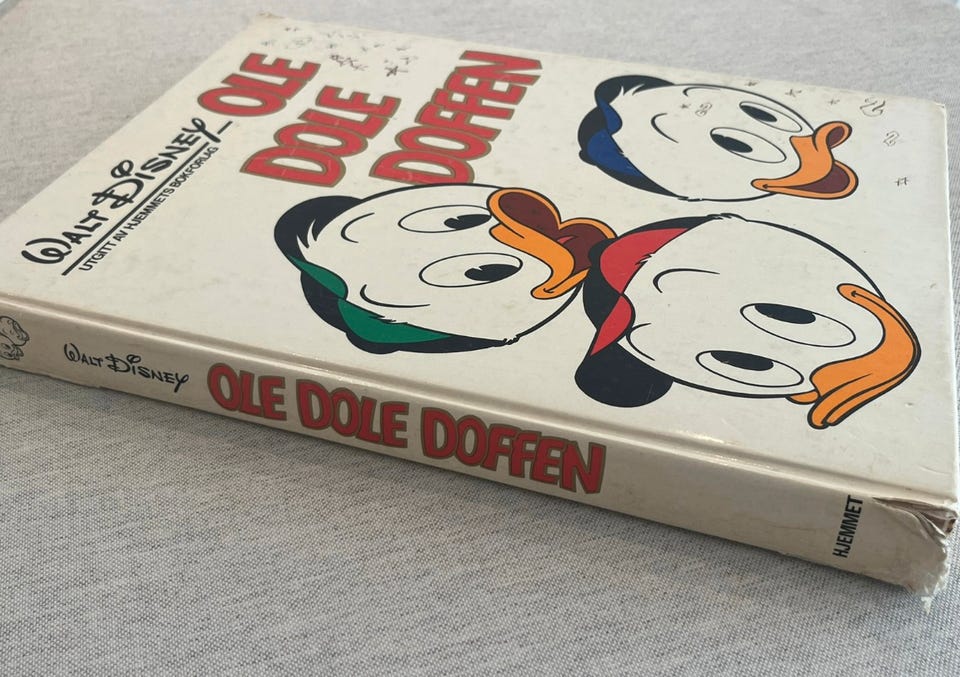 WALT DISNEY
UTGITT AV HJEMMETS BOKFORLAG
OLE
DOLE
DOFFEN
WALT DISNEY
OLE DOLE DOFFEN
HJEMMET